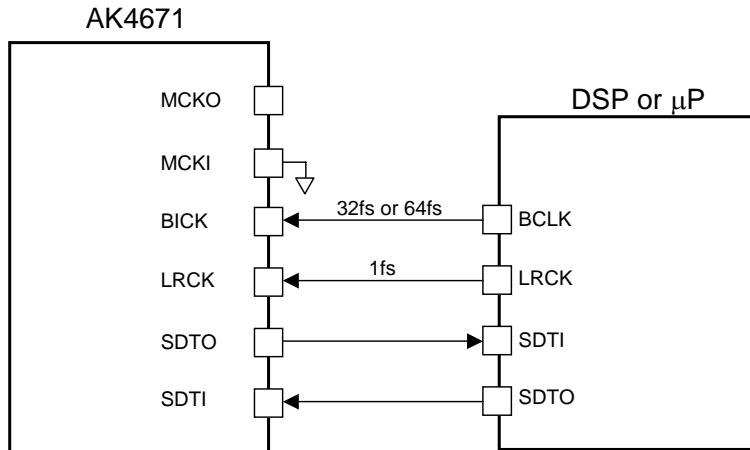 AK4671
DSP or μP
MCKO
MCKI
BICK
32fs or 64fs
BCLK
LRCK
1fs
LRCK
SDTO
SDTI
SDTI
SDTO